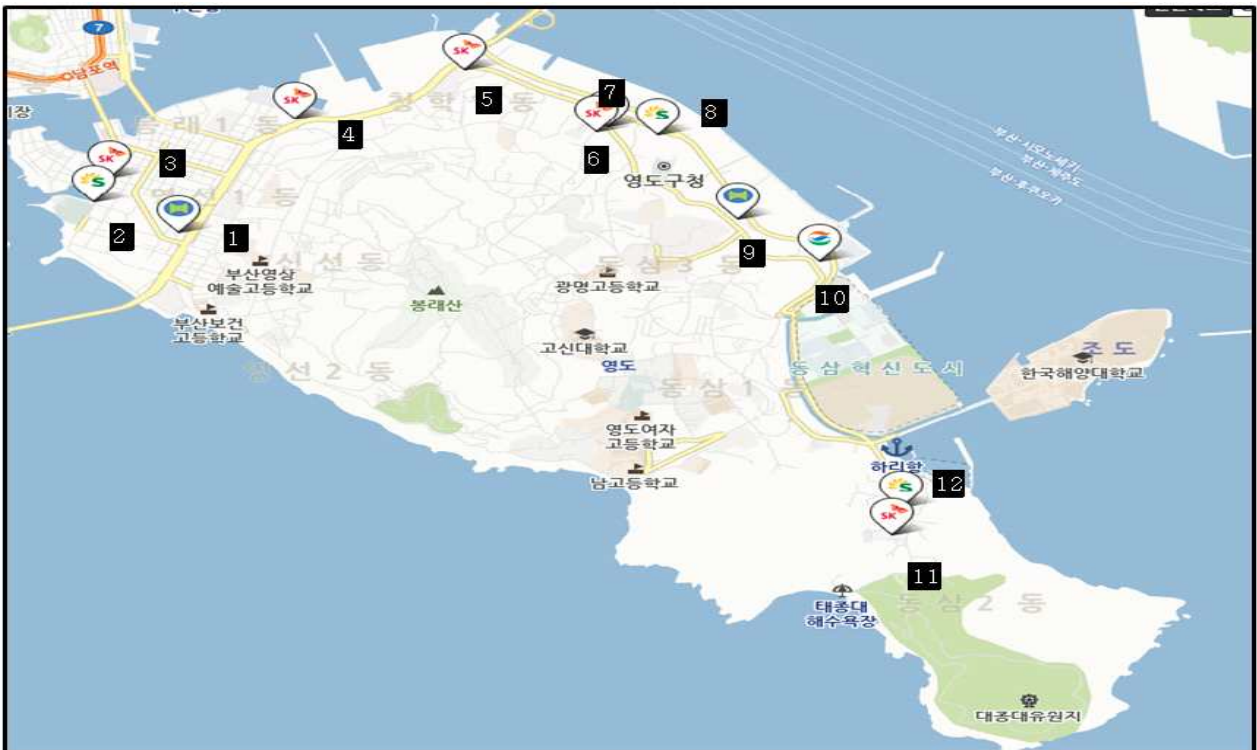 7
남포역
SK
SK
청학1동
7
SK
S
8
5
봉래1동
4
부산-시모노세키
부산-제주도
부산-후쿠오카
SK
3
6
영도구청
S
영선1동
2
1
신선동
부산영상
예술고등학교
동삼3동
9
광명고등학교
봉래산
10
부산보건
고등학교
고신대학교
영도
조도
한국해양대학교
영선2동
동삼1동
동삼혁신도시
영도여자
고등학교
하리항
남고등학교
S
12
SK
11
태종대
해수욕장
동삼2동
태종대유원지